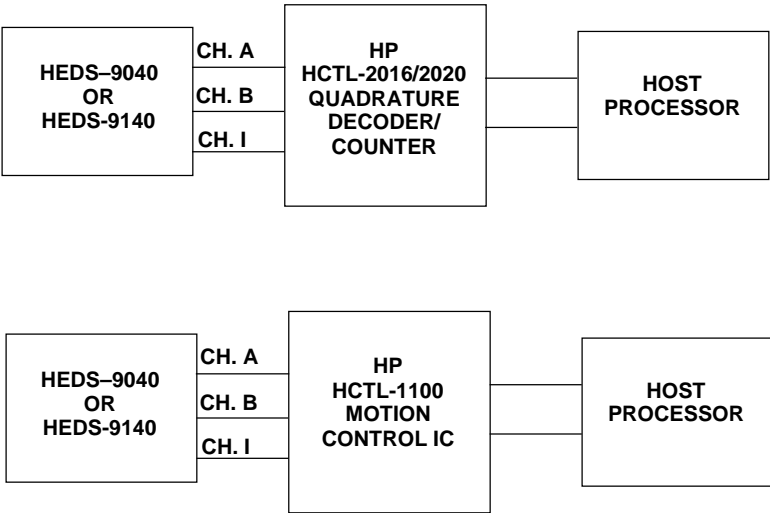 HEDS–9040
OR
HEDS-9140
CH. A
CH. B
CH. I
HP
HCTL-2016/2020
QUADRATURE
DECODER/
COUNTER
HOST
PROCESSOR
HEDS–9040
OR
HEDS-9140
CH. A
CH. B
CH. I
HP
HCTL-1100
MOTION
CONTROL IC
HOST
PROCESSOR